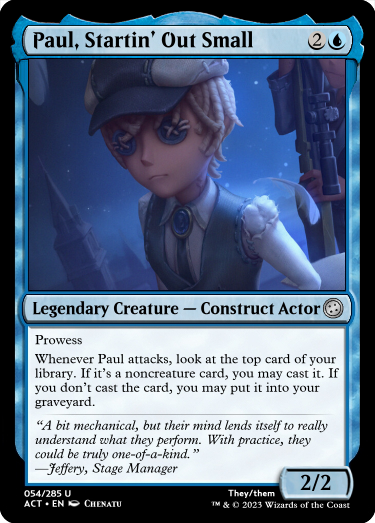 Paul, Startin' Out Small 2
Legendary Creature — Construct Actor
Prowess
Whenever Paul attacks, look at the top card of your
library. If it's a noncreature card, you may cast it. If
you don't cast the card, you may put it into your
graveyard.
"A bit mechanical, but their mind lends itself to really
understand what they perform. With practice, they
could be truly one-of-a-kind."
—Jeffery, Stage Manager
2/2
054/285 U They/them
ACT • EN CHENATU ™ & © 2023 Wizards of the Coast